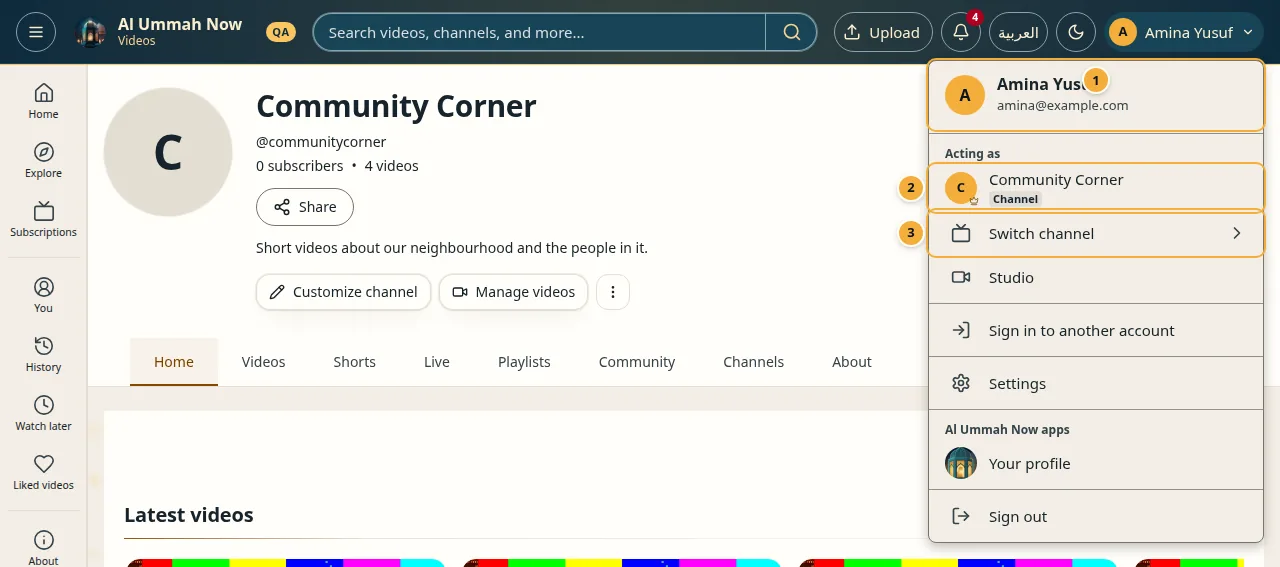 Al Ummah Now
Videos
QA
Search videos, channels, and more...
Upload
4
العربية
A
Amina Yusuf
Home
Explore
Subscriptions
You
History
Watch later
Liked videos
About
C
Community Corner
@communitycorner
0 subscribers • 4 videos
Share
Short videos about our neighbourhood and the people in it.
Customize channel
Manage videos
Home
Videos
Shorts
Live
Playlists
Community
Channels
About
Latest videos
1
A
Amina Yus
amina@example.com
Acting as
2
C
Community Corner
Channel
3
Switch channel
Studio
Sign in to another account
Settings
Al Ummah Now apps
Your profile
Sign out